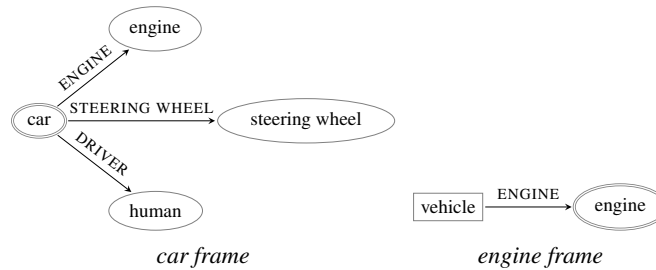 engine
ENGINE
car
STEERING WHEEL
steering wheel
DRIVER
human
car frame
vehicle
ENGINE
engine
engine frame